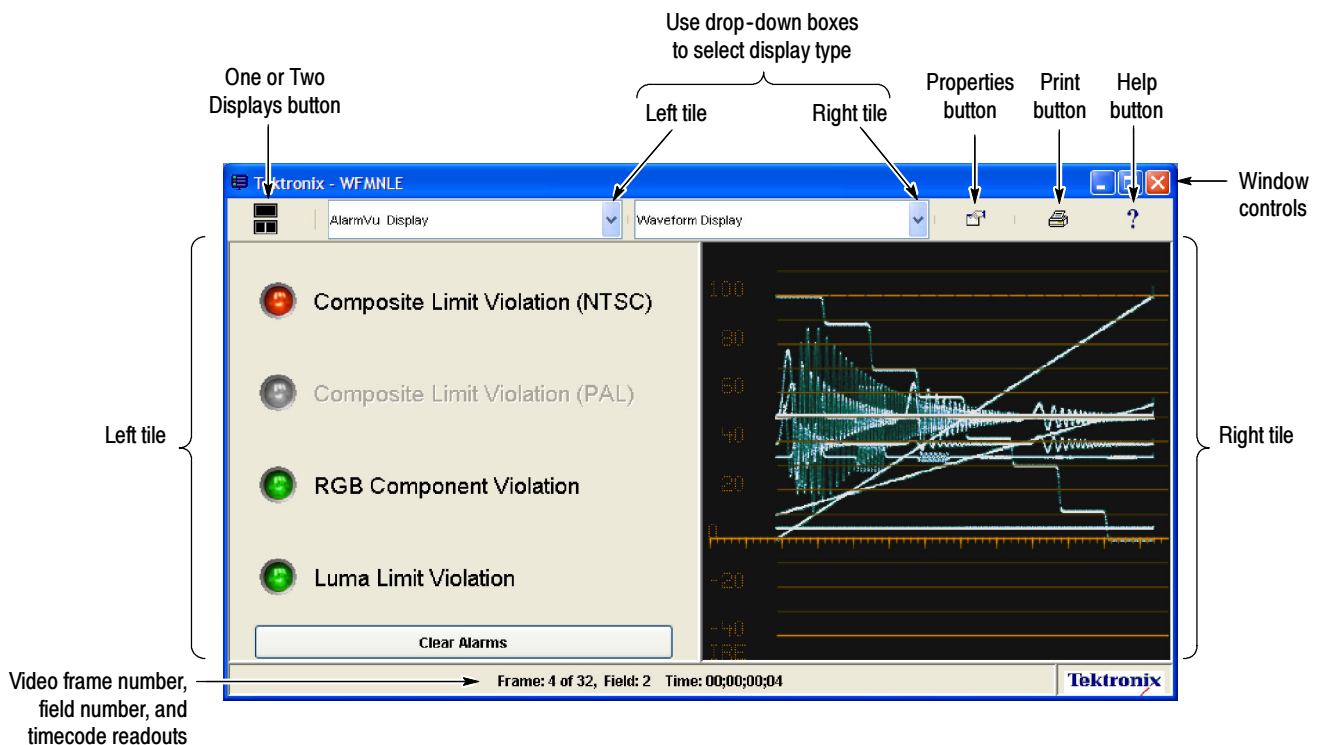 Use drop-down boxes
to select display type
One or Two
Displays button
Left tile
Right tile
Properties
button
Print
button
Help
button
Tektronix - WFMNLE
Window
controls
AlarmVu Display
Waveform Display
?
Left tile
Composite Limit Violation (NTSC)
Composite Limit Violation (PAL)
RGB Component Violation
Luma Limit Violation
Clear Alarms
100
80
60
40
20
0
-20
-40
IRE
Right tile
Video frame number,
field number, and
timecode readouts
Frame: 4 of 32, Field: 2 Time: 00;00;00;04
Tektronix